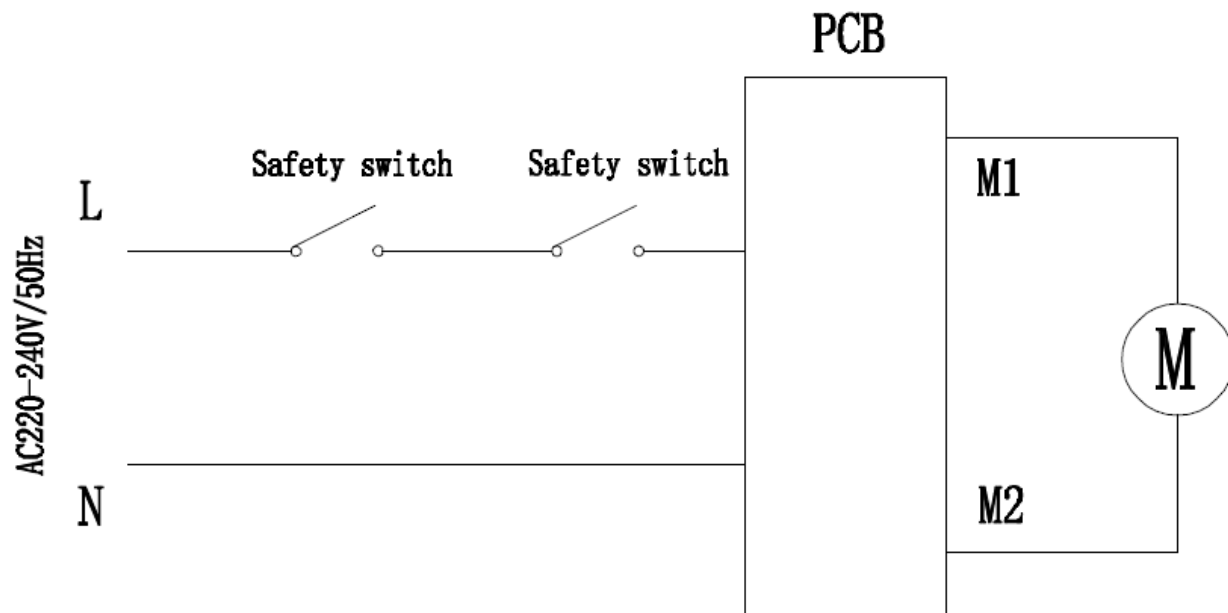 PCB
Safety switch
Safety switch
L
M1
AC220-240V/50Hz
M
N
M2